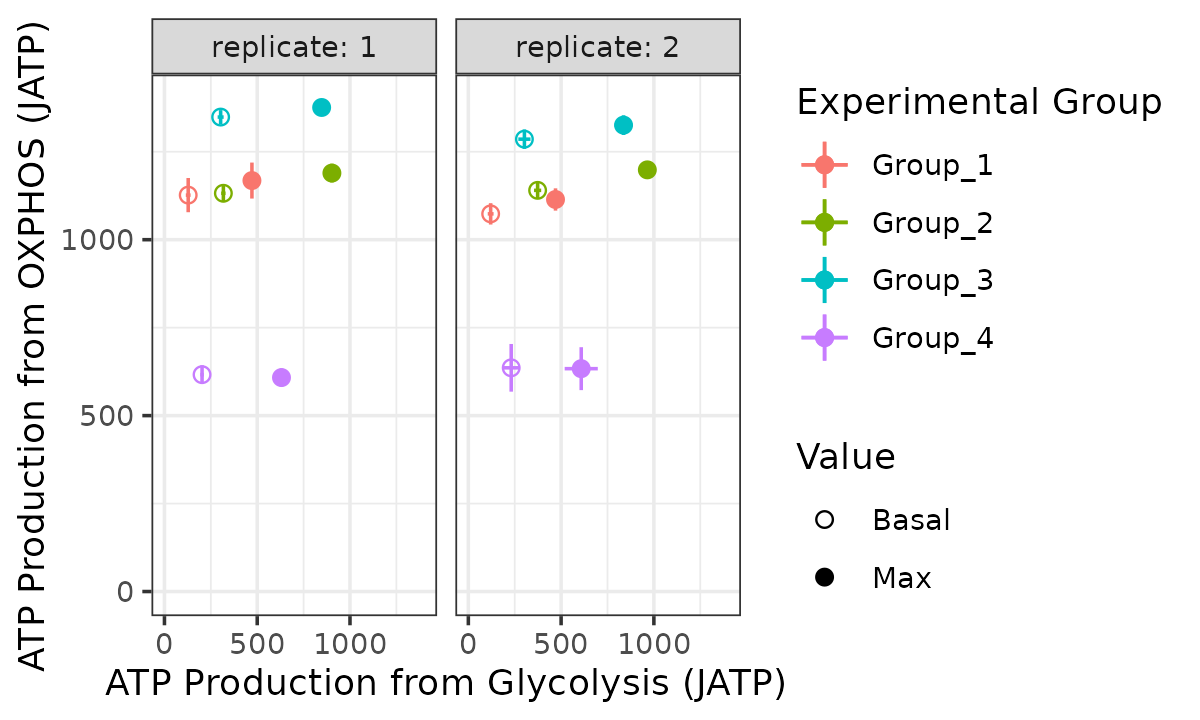 replicate: 1
replicate: 2
ATP Production from OXPHOS (JATP)
1000
500
0
0
500
1000
0
500
1000
ATP Production from Glycolysis (JATP)
Experimental Group
Group_1
Group_2
Group_3
Group_4
Value
Basal
Max